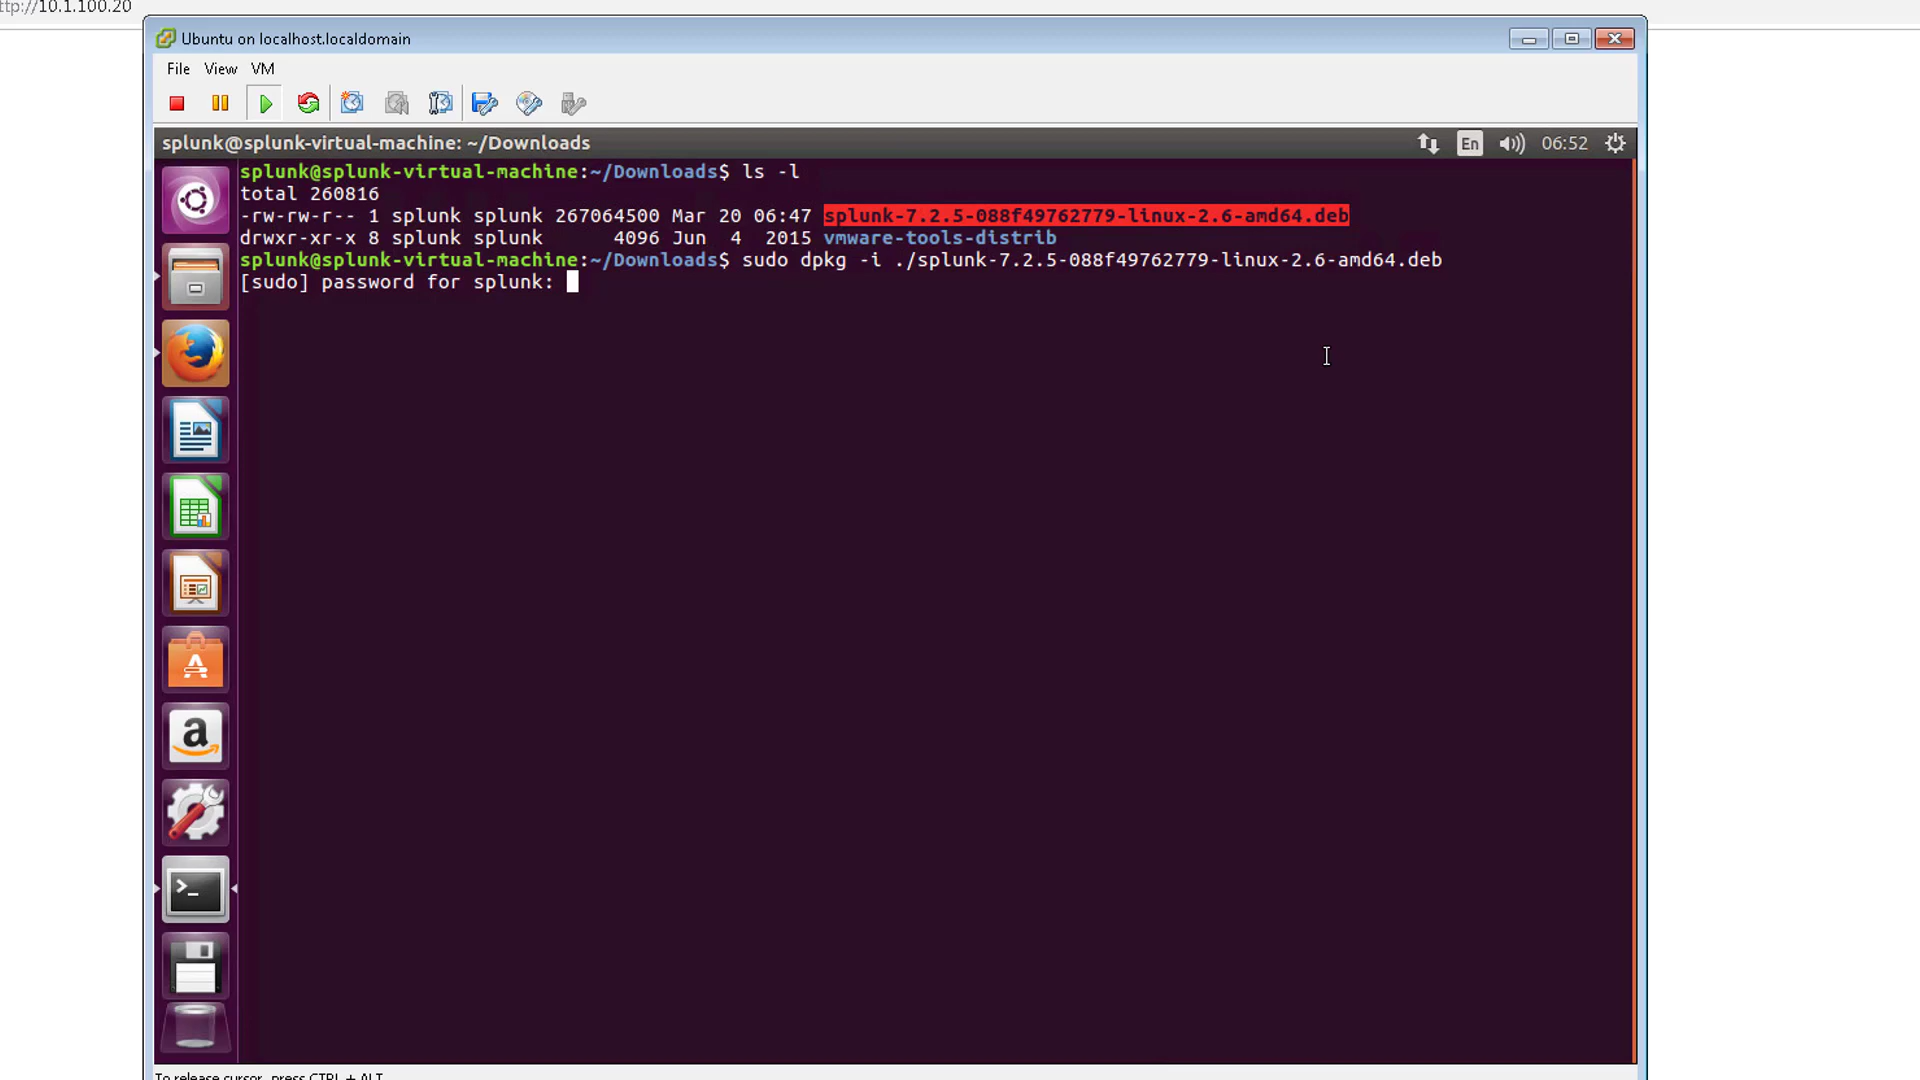 ttp://10.1.100.20
Ubuntu on localhost.localdomain
File View VM
splunk@splunk-virtual-machine: ~/Downloads
En
06:52
splunk@splunk-virtual-machine:~/Downloads$ ls -l
total 260816
-rw-rw-r-- 1 splunk splunk 267064500 Mar 20 06:47 splunk-7.2.5-088f49762779-linux-2.6-amd64.deb
drwxr-xr-x 8 splunk splunk      4096 Jun  4  2015 vmware-tools-distrib
splunk@splunk-virtual-machine:~/Downloads$ sudo dpkg -i ./splunk-7.2.5-088f49762779-linux-2.6-amd64.deb
[sudo] password for splunk:
To release cursor, press CTRL + ALT